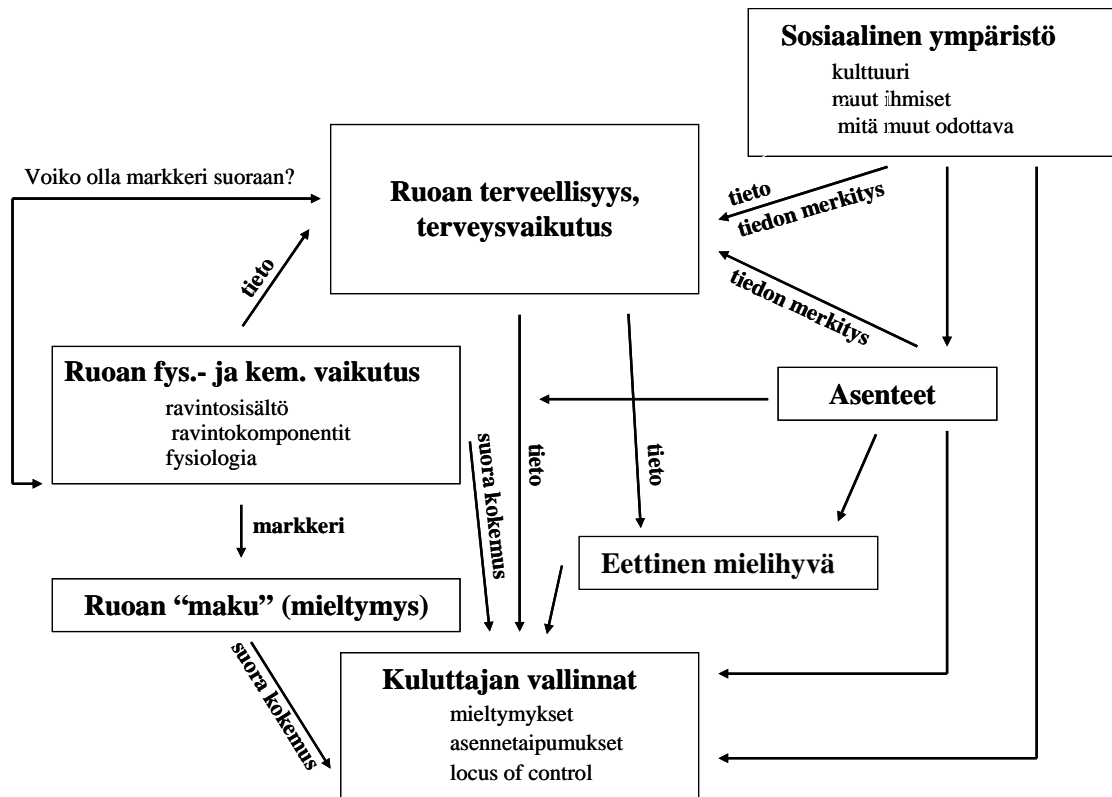 Sosiaalinen ympäristö
kulttuuri
muut ihmiset
mitä muut odottava
Voiko olla markkeri suoraan?
Ruoan terveellisyys,
terveysvaikutus
tieto
tiedon merkitys
tieto
tiedon merkitys
Ruoan fys.- ja kem. vaikutus
ravintosisältö
ravintokomponentit
fysiologia
Asenteet
suora kokemus
tieto
tieto
markkeri
Eettinen mielihyvä
Ruoan “maku” (mieltymys)
suora kokemus
Kuluttajan vallinnat
mieltymykset
asennetaipumukset
locus of control